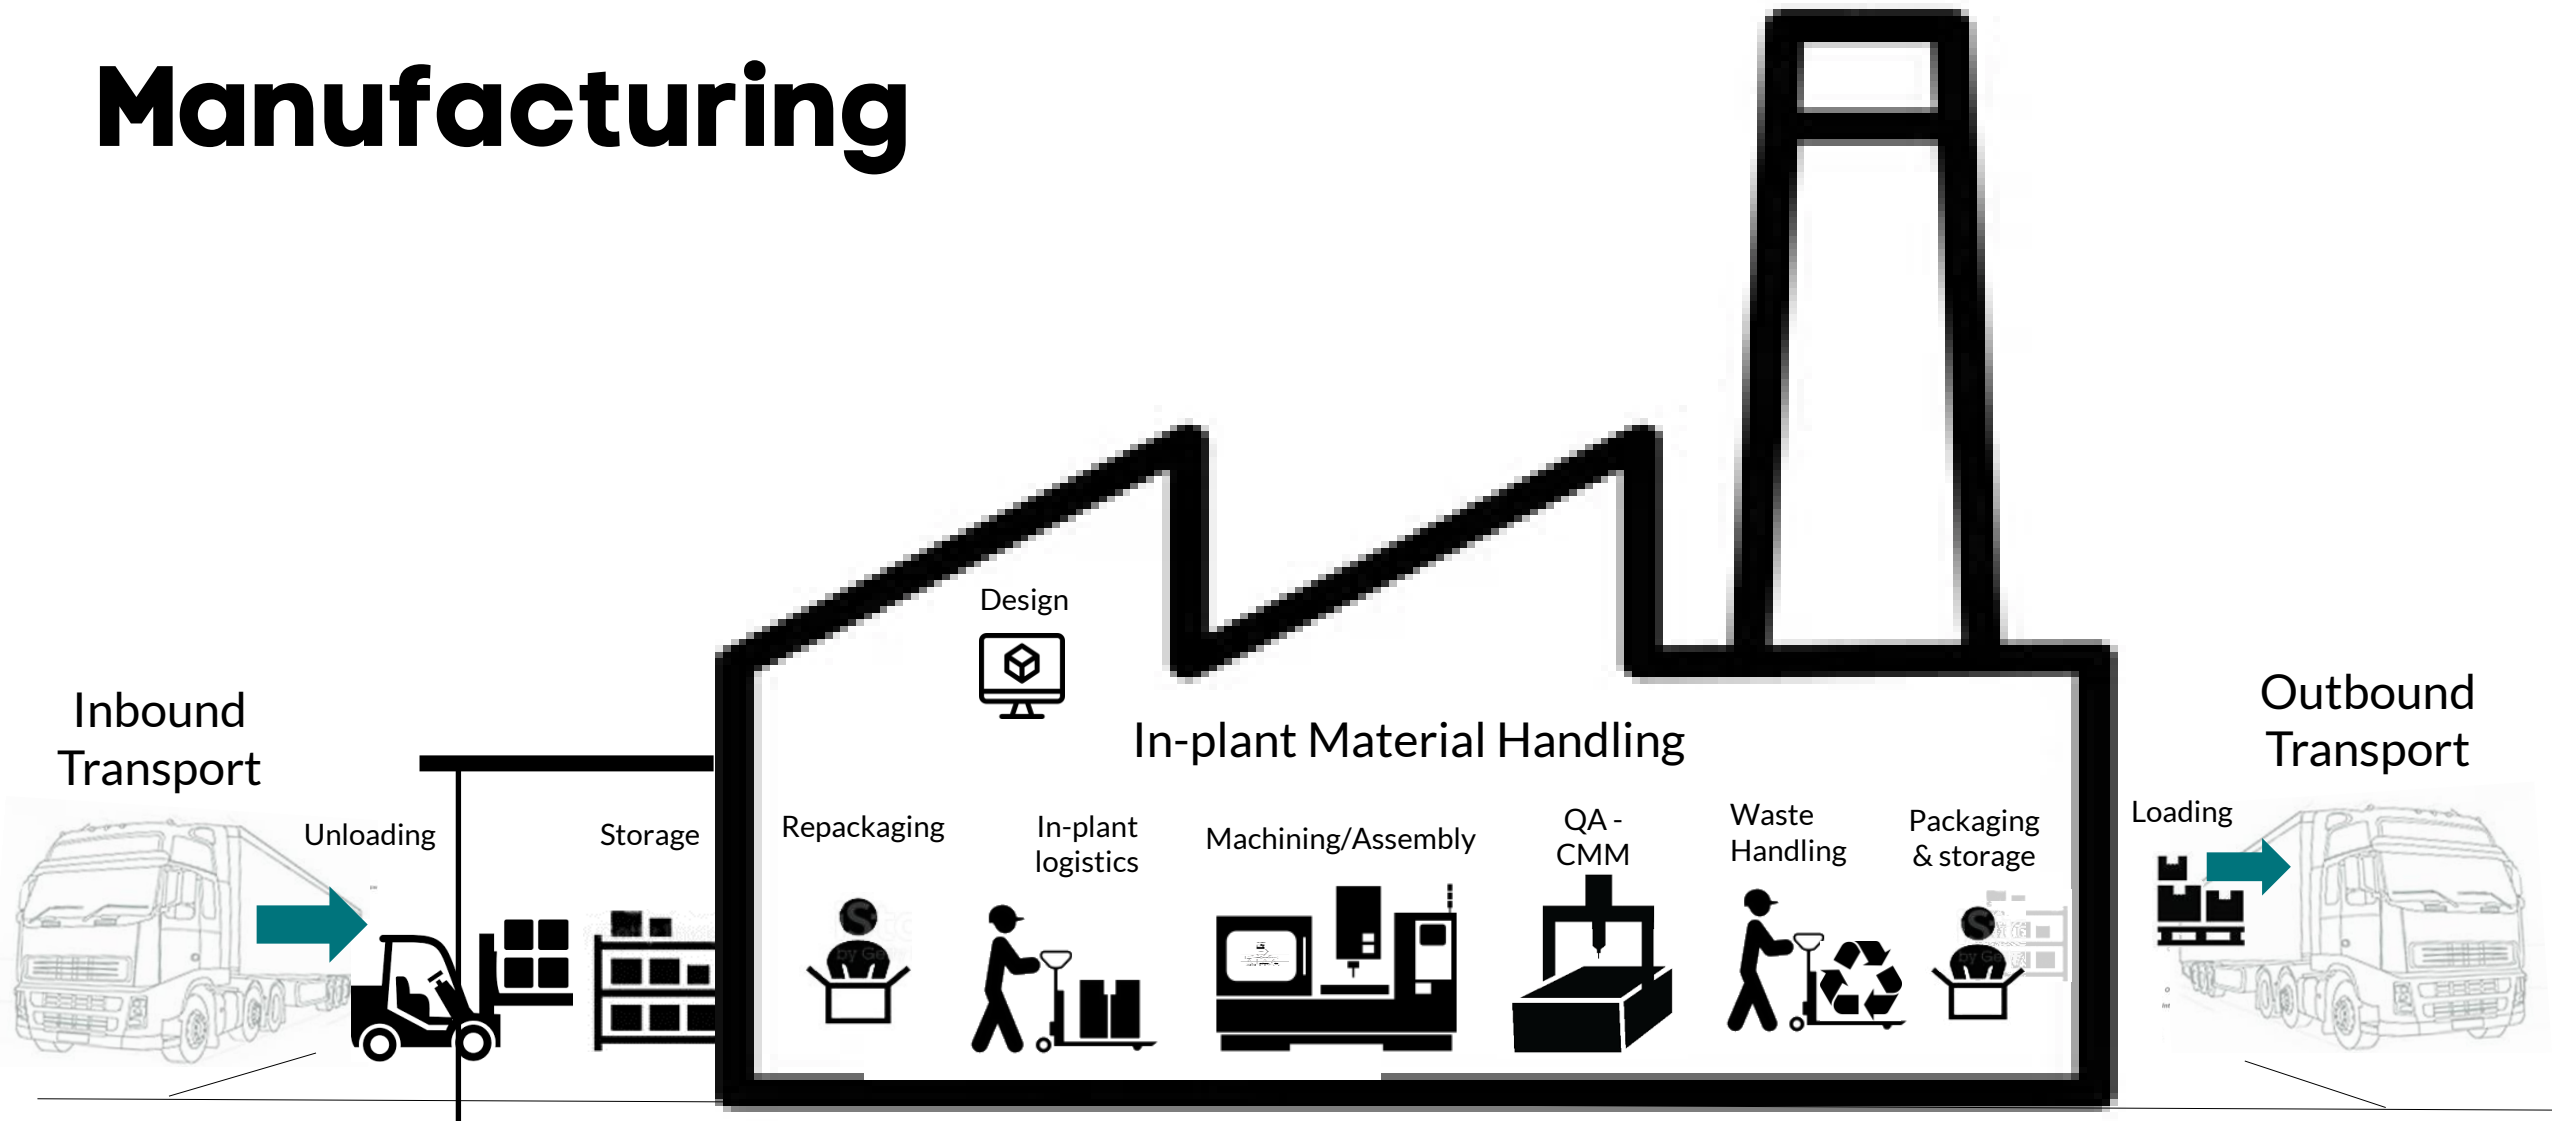 Manufacturing
Design
Inbound
Transport
Outbound
Transport
In-plant Material Handling
Unloading
Storage
Repackaging
In-plant
logistics
Machining/Assembly
QA -
CMM
Waste
Handling
Packaging
& storage
Loading